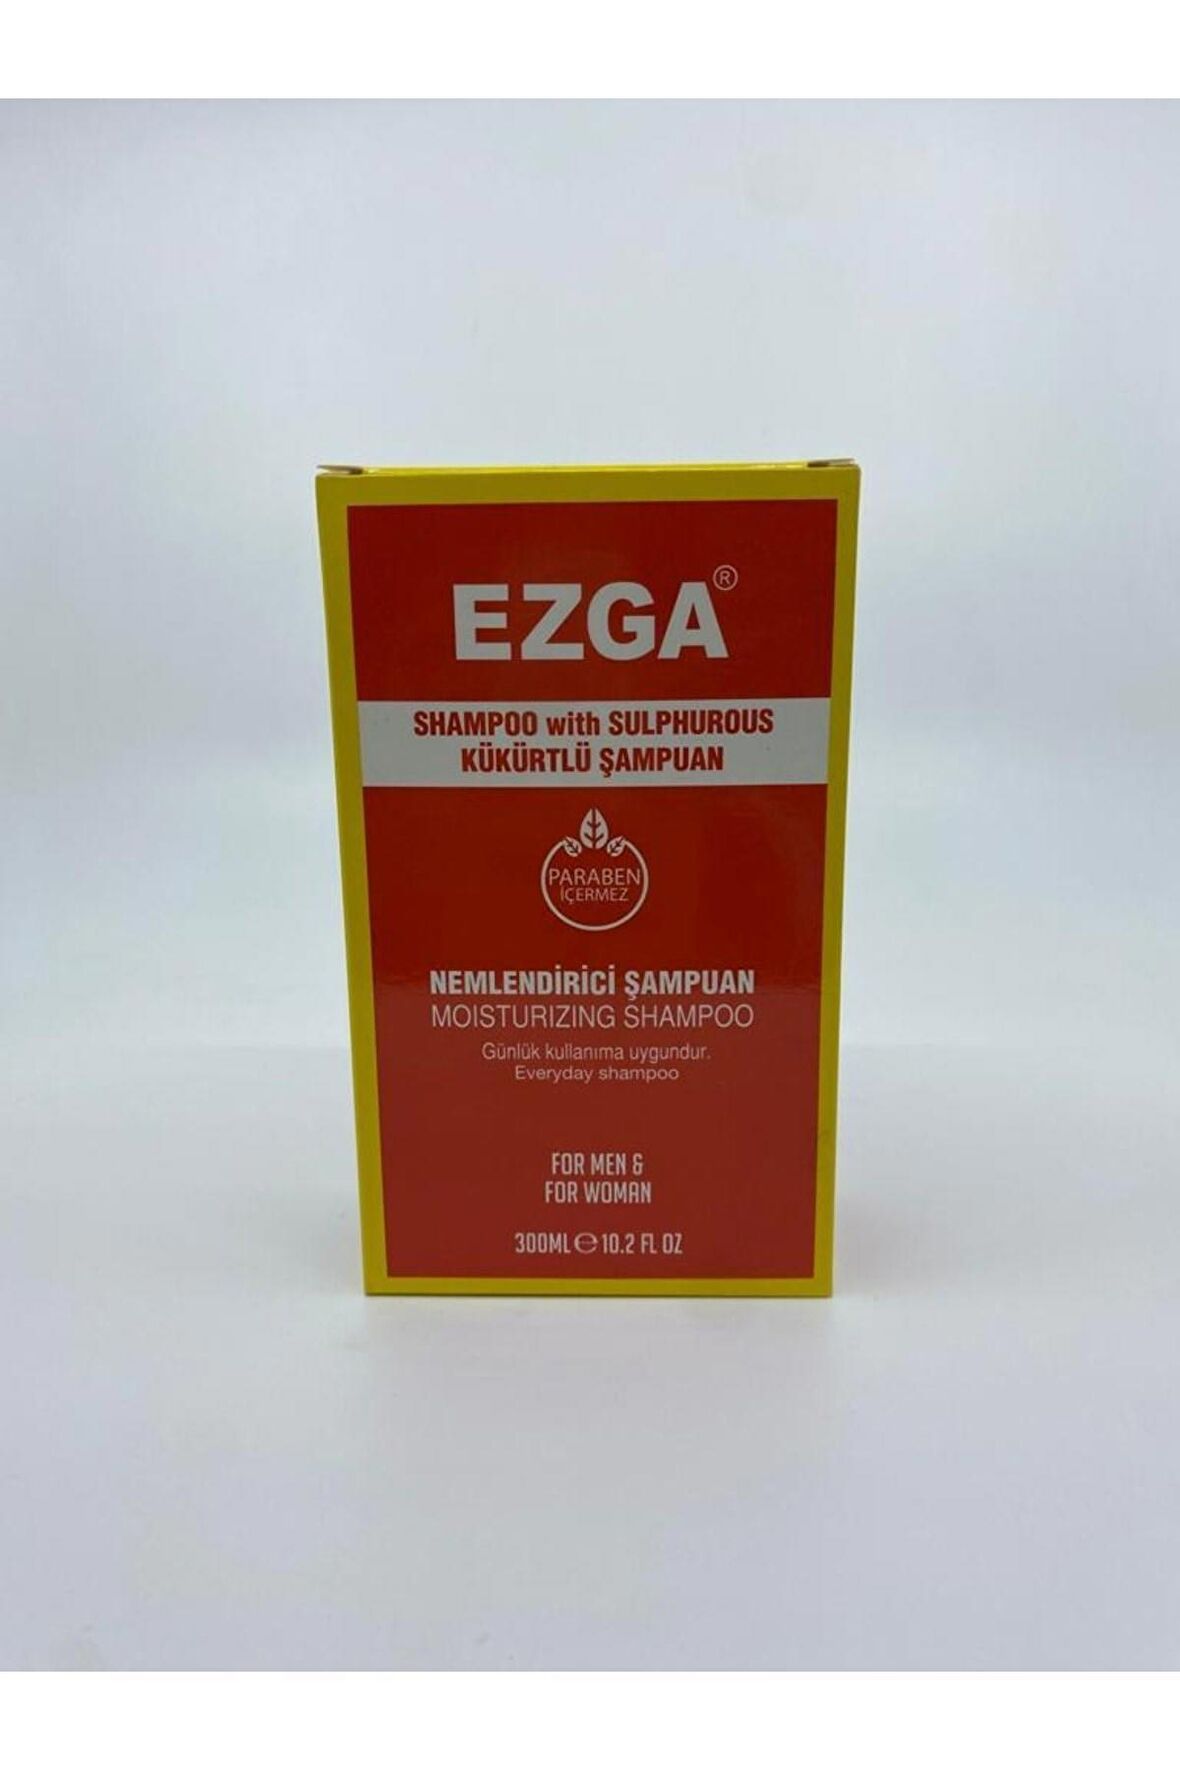 EZGA®
SHAMPOO with SULPHUROUS
KÜKÜRTLÜ ŞAMPUAN
PARABEN
İÇERMEZ
NEMLENDİRİCİ ŞAMPUAN
MOISTURIZING SHAMPOO
Günlük kullanıma uygundur.
Everyday shampoo
FOR MEN &
FOR WOMAN
300ML ℮ 10.2 FL OZ